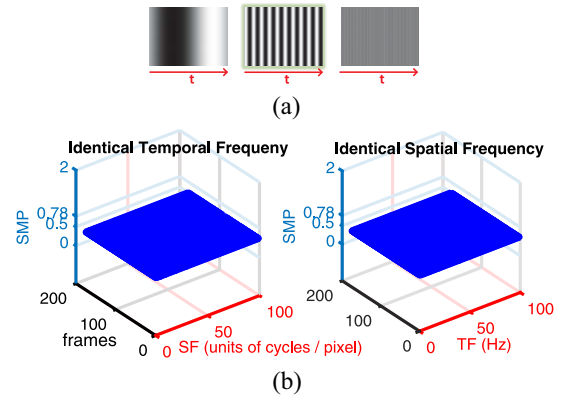 t t t
(a)
Identical Temporal Frequeny
Identical Spatial Frequency
2
0.78
0.5
0
SMP
200
100
0
frames
0
50
100
SF (units of cycles / pixel)
2
0.78
0.5
0
SMP
200
100
0
0
50
100
TF (Hz)
(b)